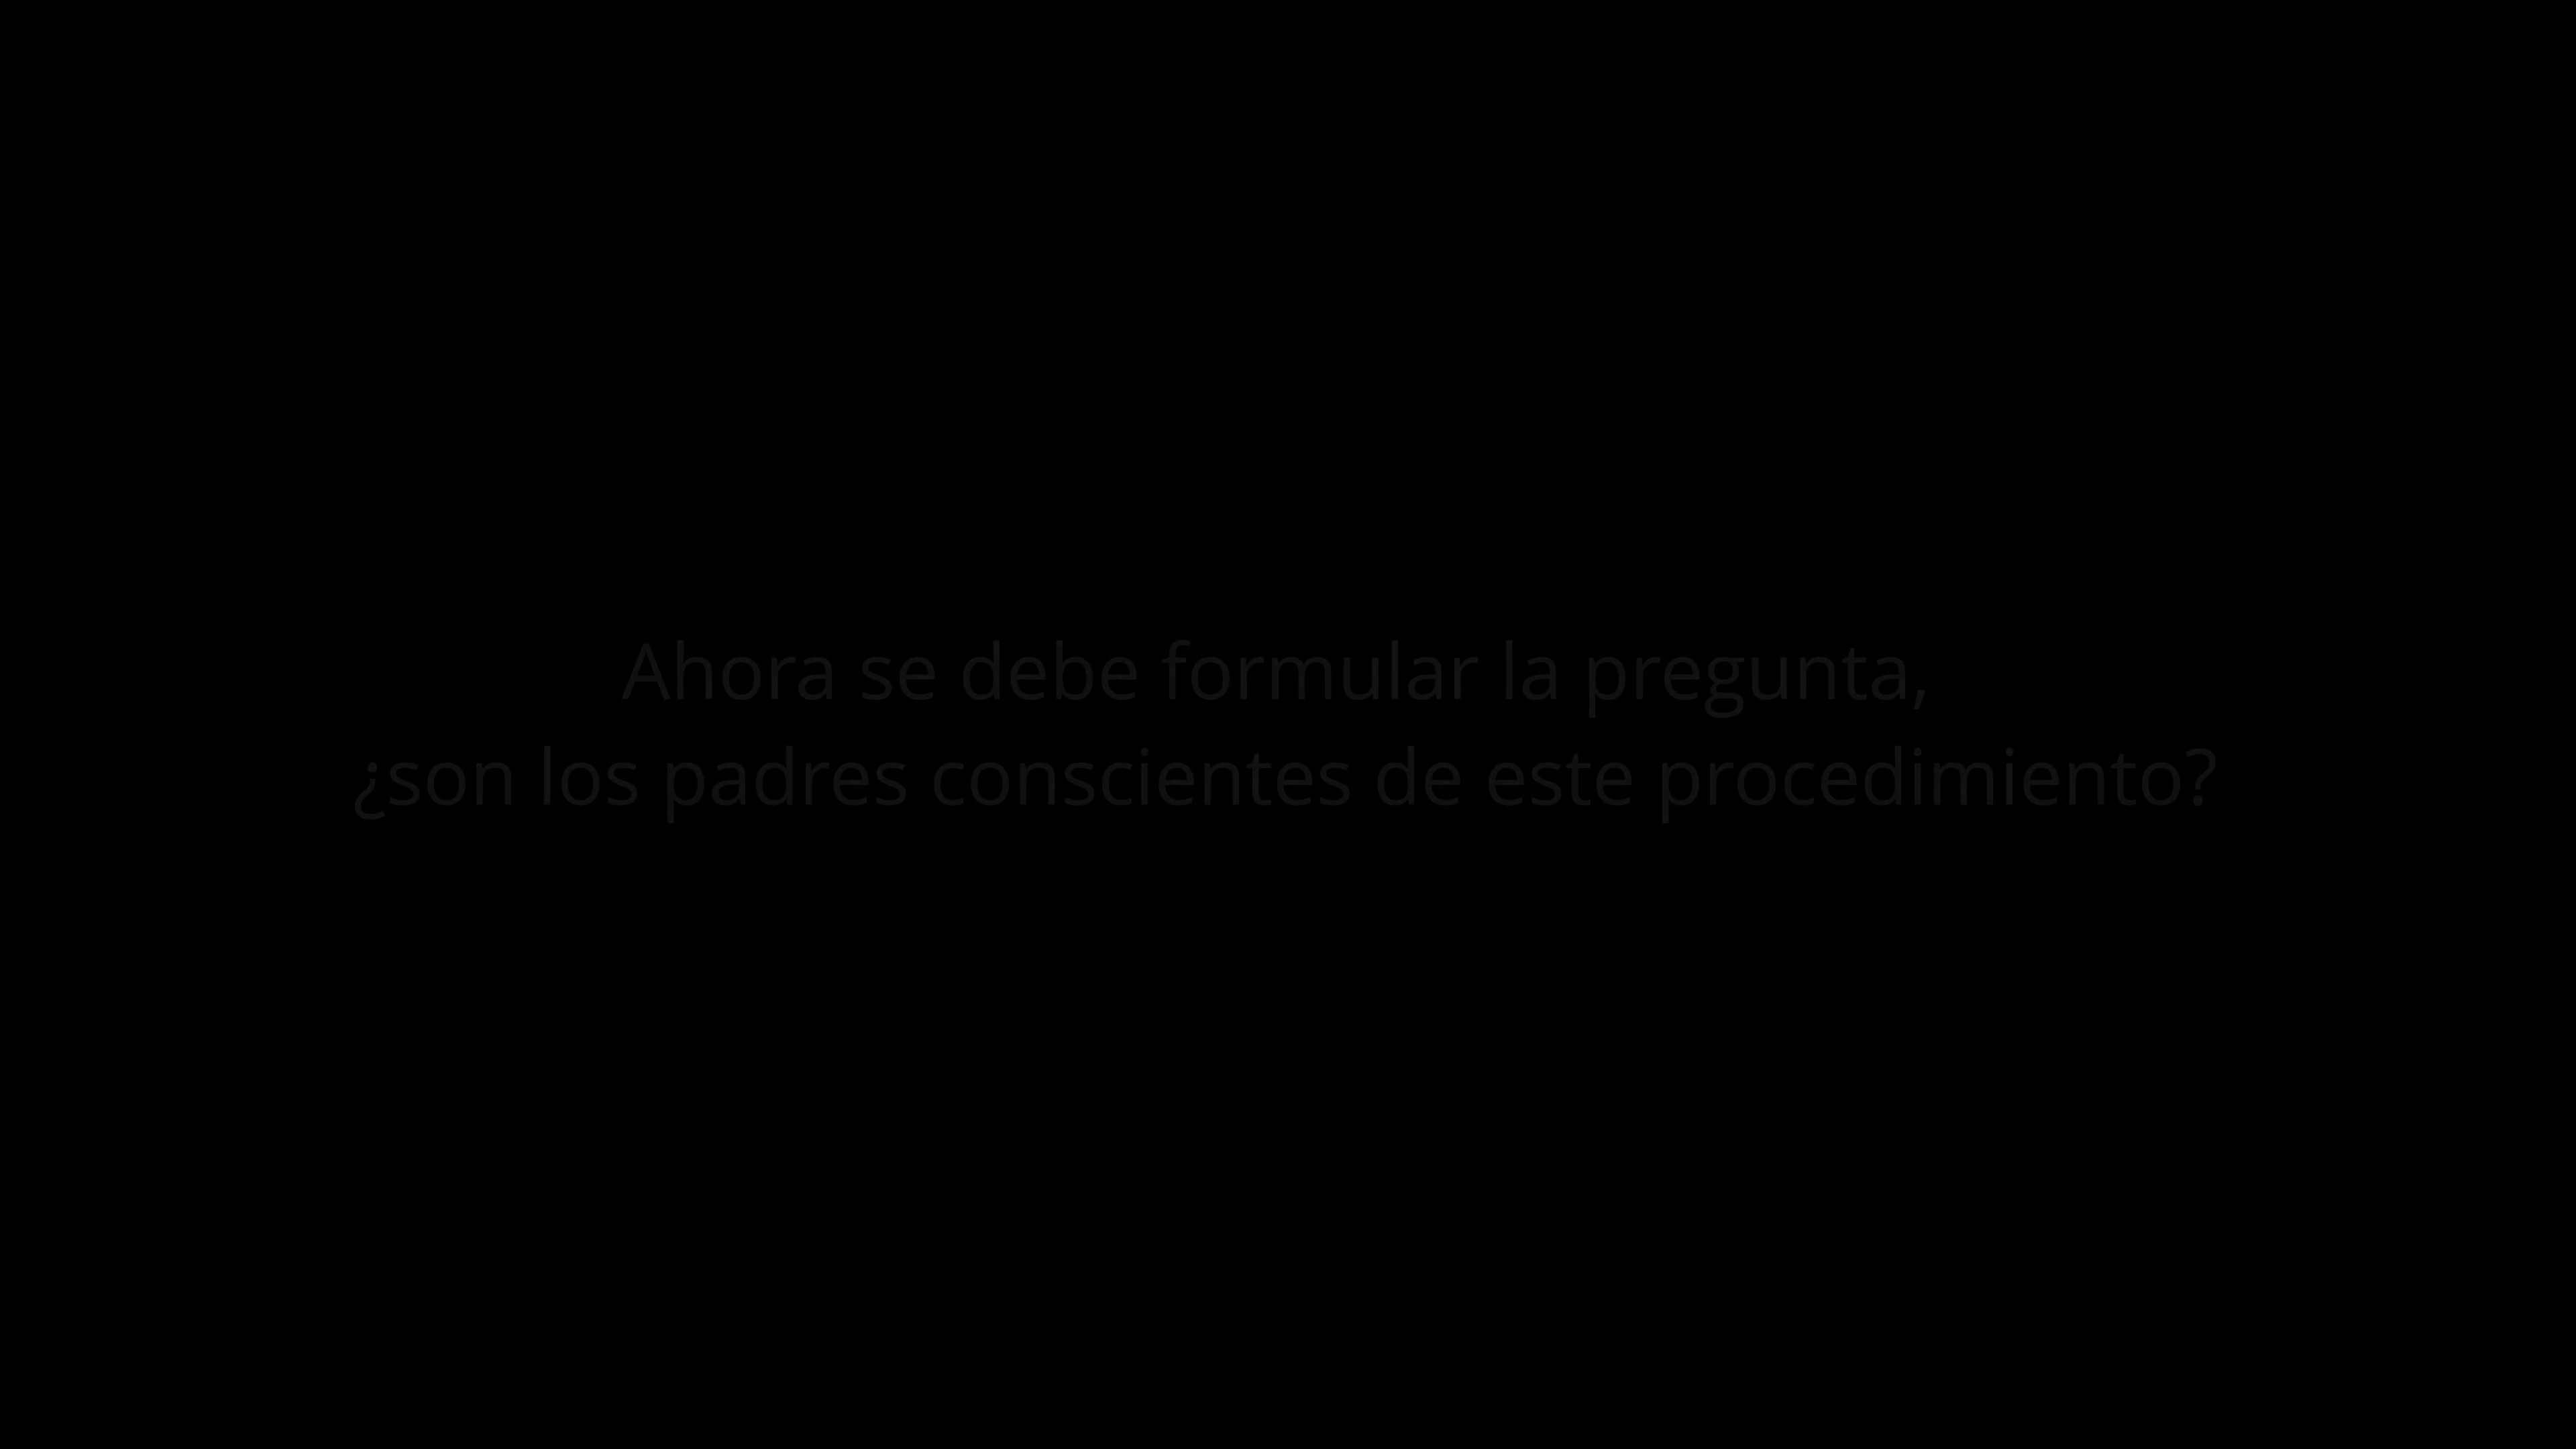 Ahora se debe formular la pregunta,
¿son los padres conscientes de este procedimiento?